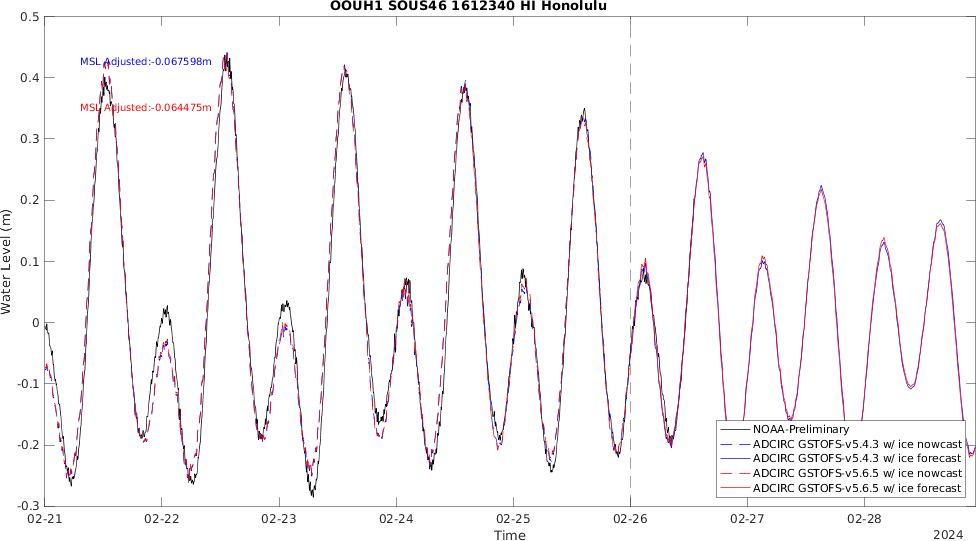 OOUH1 SOUS46 1612340 HI Honolulu
0.5
0.4
0.3
0.2
0.1
0
-0.1
-0.2
-0.3
Water Level (m)
MSL Adjusted:-0.067598m
MSL Adjusted:-0.064475m
NOAA-Preliminary
ADCIRC GSTOFS-v5.4.3 w/ ice nowcast
ADCIRC GSTOFS-v5.4.3 w/ ice forecast
ADCIRC GSTOFS-v5.6.5 w/ ice nowcast
ADCIRC GSTOFS-v5.6.5 w/ ice forecast
02-21 02-22 02-23 02-24 02-25 02-26 02-27 02-28
Time
2024